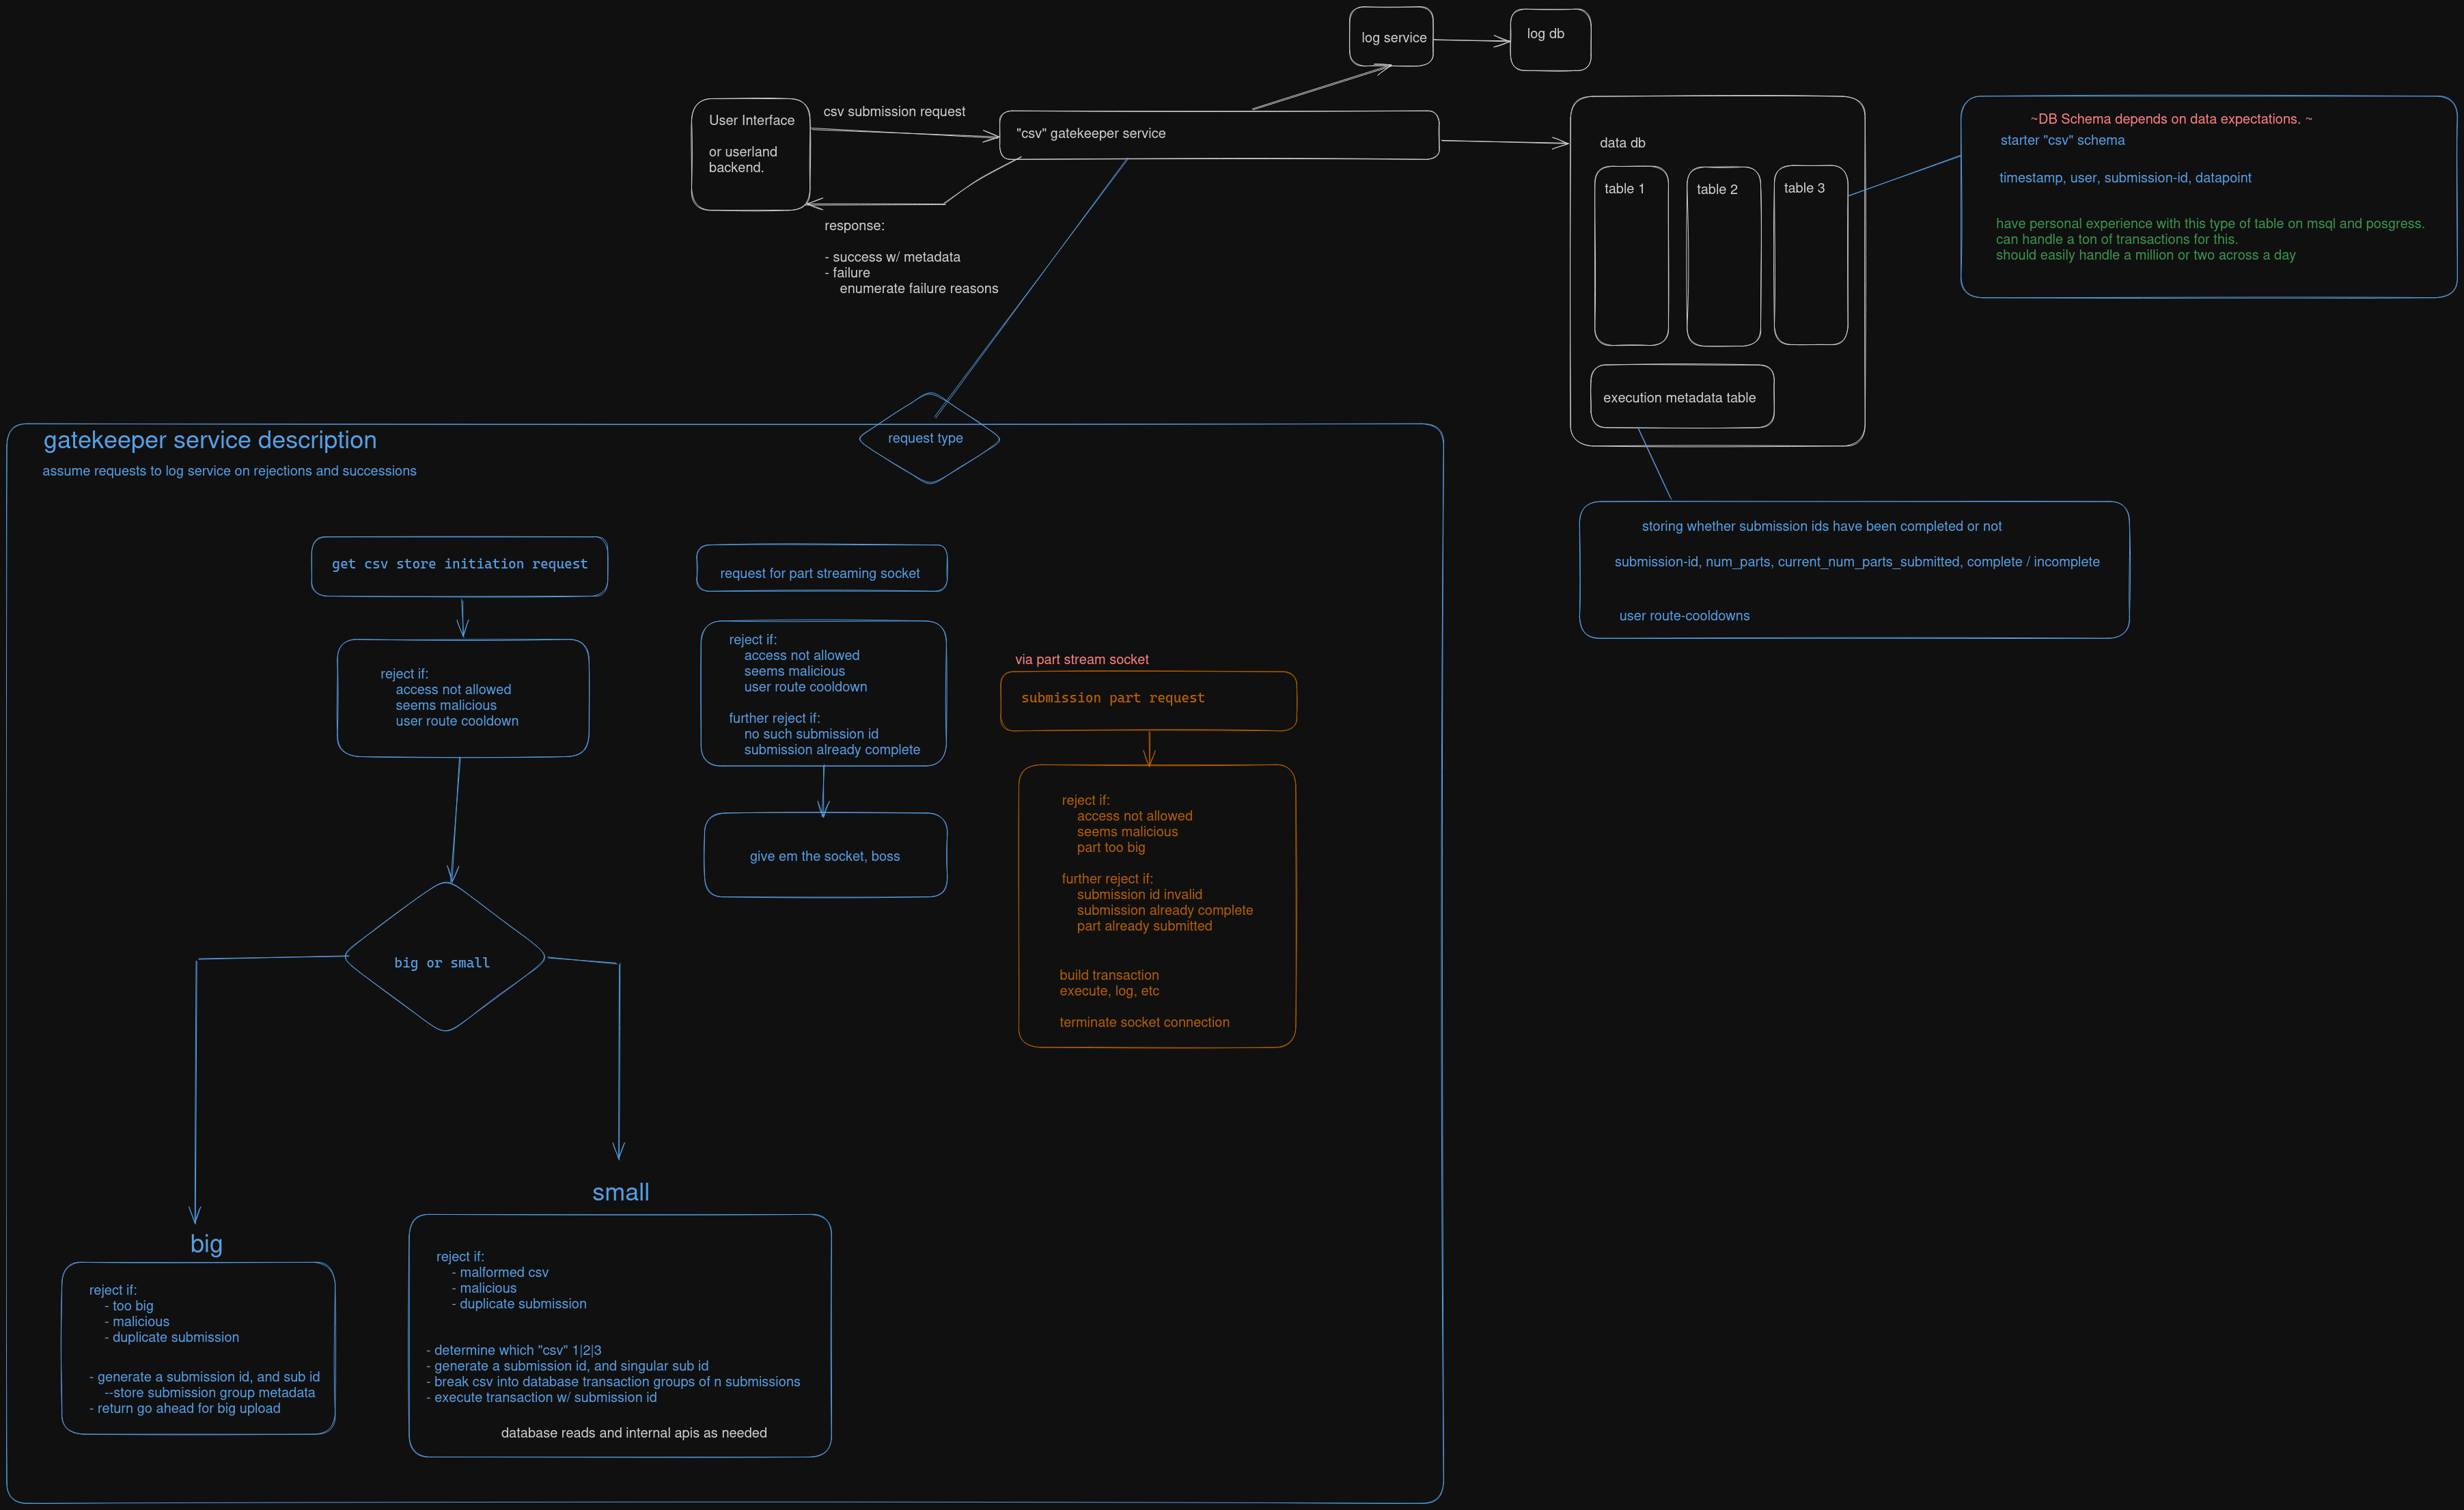 log service
log db
User Interface
or userland
backend.
csv submission request
"csv" gatekeeper service
response:
- success w/ metadata
- failure
enumerate failure reasons
data db
table 1
table 2
table 3
execution metadata table
~DB Schema depends on data expectations. ~
starter "csv" schema
timestamp, user, submission-id, datapoint
have personal experience with this type of table on msql and posgress.
can handle a ton of transactions for this.
should easily handle a million or two across a day
storing whether submission ids have been completed or not
submission-id, num_parts, current_num_parts_submitted, complete / incomplete
user route-cooldowns
request type
gatekeeper service description
assume requests to log service on rejections and successions
get csv store initiation request
reject if:
access not allowed
seems malicious
user route cooldown
big or small
big
reject if:
- too big
- malicious
- duplicate submission
- generate a submission id, and sub id
--store submission group metadata
- return go ahead for big upload
small
reject if:
- malformed csv
- malicious
- duplicate submission
- determine which "csv" 1|2|3
- generate a submission id, and singular sub id
- break csv into database transaction groups of n submissions
- execute transaction w/ submission id
database reads and internal apis as needed
request for part streaming socket
reject if:
access not allowed
seems malicious
user route cooldown
further reject if:
no such submission id
submission already complete
give em the socket, boss
via part stream socket
submission part request
reject if:
access not allowed
seems malicious
part too big
further reject if:
submission id invalid
submission already complete
part already submitted
build transaction
execute, log, etc
terminate socket connection